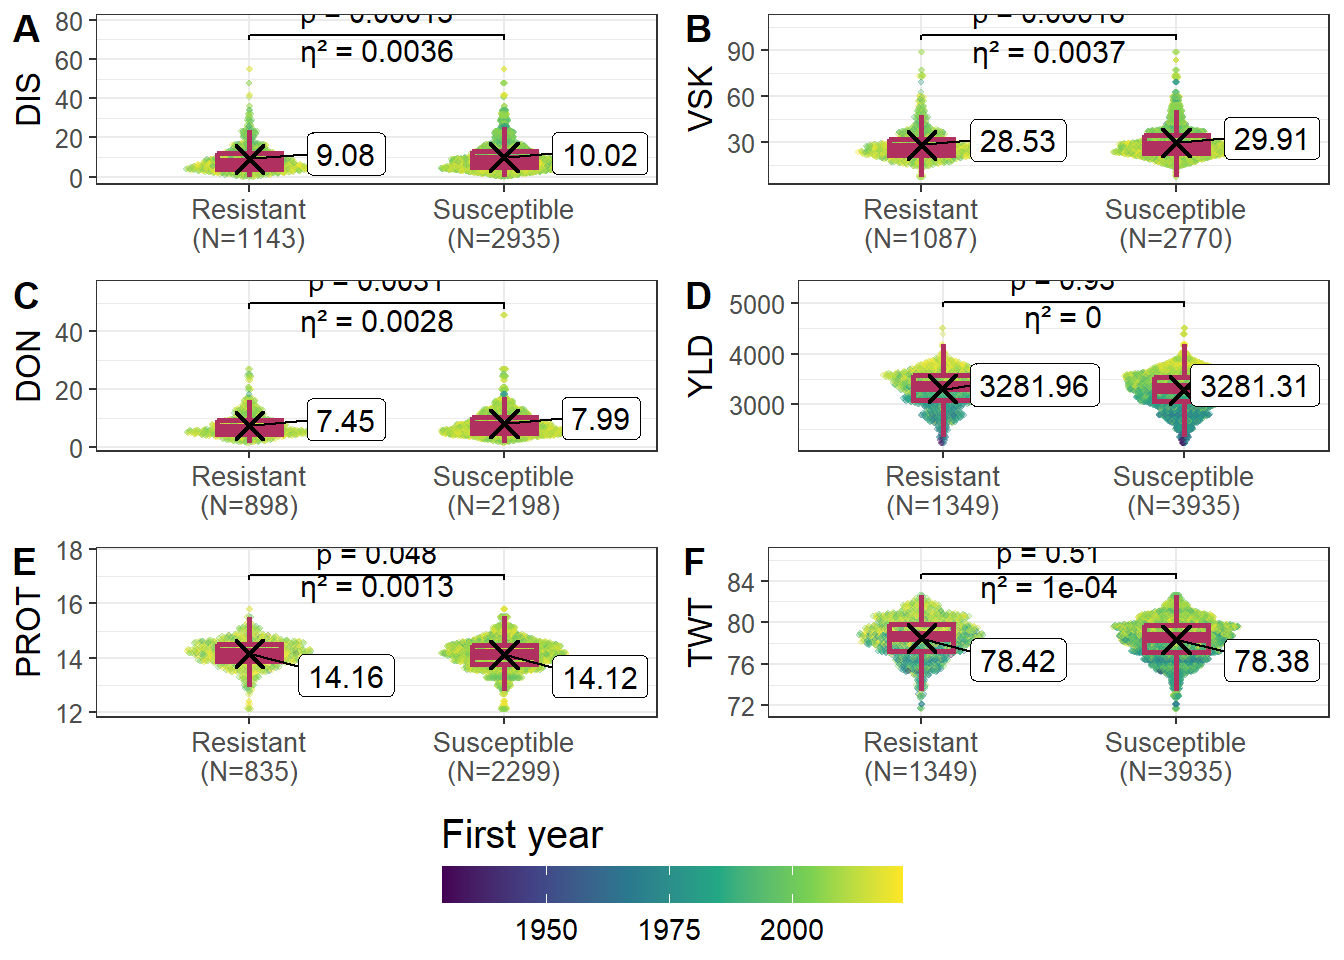 A
DIS
80
60
40
20
0
η² = 0.0036
9.08
10.02
Resistant
(N=1143)
Susceptible
(N=2935)
B
VSK
90
60
30
η² = 0.0037
28.53
29.91
Resistant
(N=1087)
Susceptible
(N=2770)
C
DON
40
20
0
p = 0.0031
η² = 0.0028
7.45
7.99
Resistant
(N=898)
Susceptible
(N=2198)
D
YLD
5000
4000
3000
p = 0.93
η² = 0
3281.96
3281.31
Resistant
(N=1349)
Susceptible
(N=3935)
E
PROT
18
16
14
12
p = 0.048
η² = 0.0013
14.16
14.12
Resistant
(N=835)
Susceptible
(N=2299)
F
TWT
84
80
76
72
p = 0.51
η² = 1e-04
78.42
78.38
Resistant
(N=1349)
Susceptible
(N=3935)
First year
1950
1975
2000